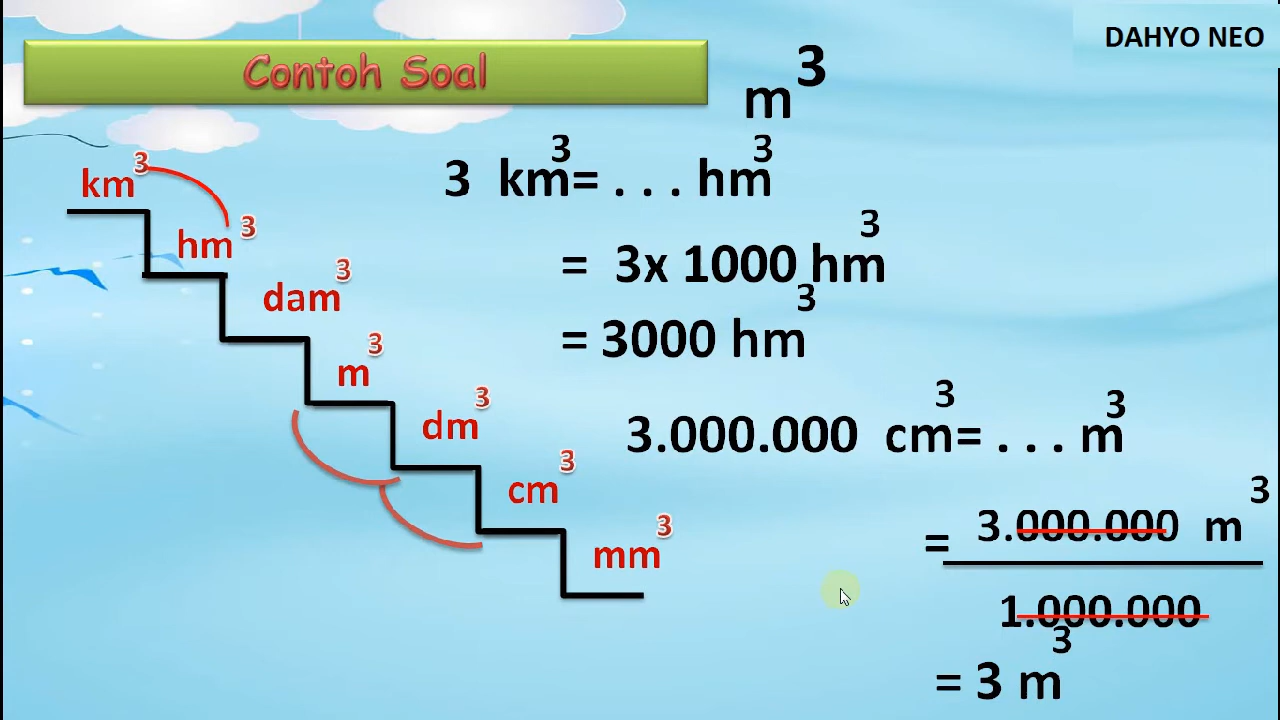 DAHYO NEO
Contoh Soal
m³
km³
hm³
dam³
m³
dm³
cm³
mm³
3 km³= . . . hm³
= 3x 1000 hm³
= 3000 hm³
3.000.000 cm³= . . . m³
= 3.000.000 m³
1.000.000
= 3 m³